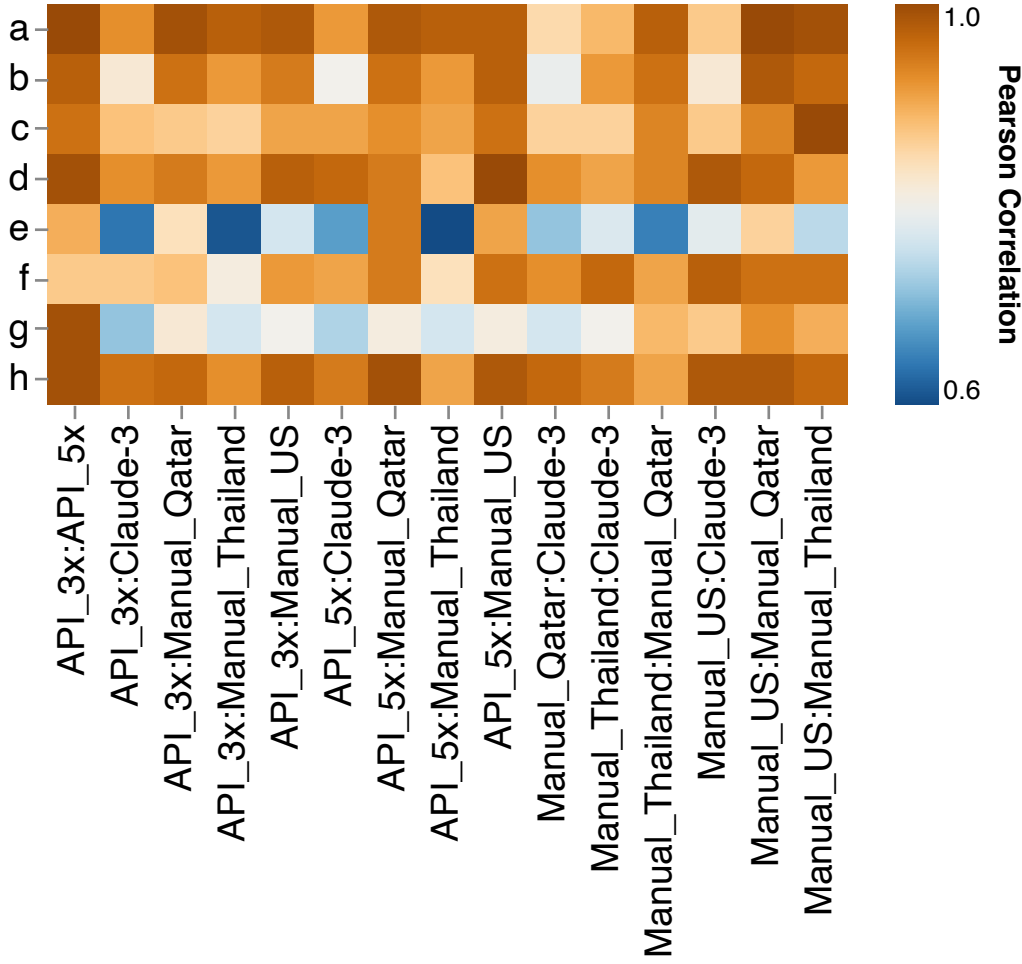 a
b
c
d
e
f
g
h
API_3x:API_5x
API_3x:Claude-3
API_3x:Manual_Qatar
API_3x:Manual_Thailand
API_3x:Manual_US
API_5x:Claude-3
API_5x:Manual_Qatar
API_5x:Manual_Thailand
API_5x:Manual_US
Manual_Qatar:Claude-3
Manual_Thailand:Claude-3
Manual_Thailand:Manual_Qatar
Manual_US:Claude-3
Manual_US:Manual_Qatar
Manual_US:Manual_Thailand
1.0
0.6
Pearson Correlation